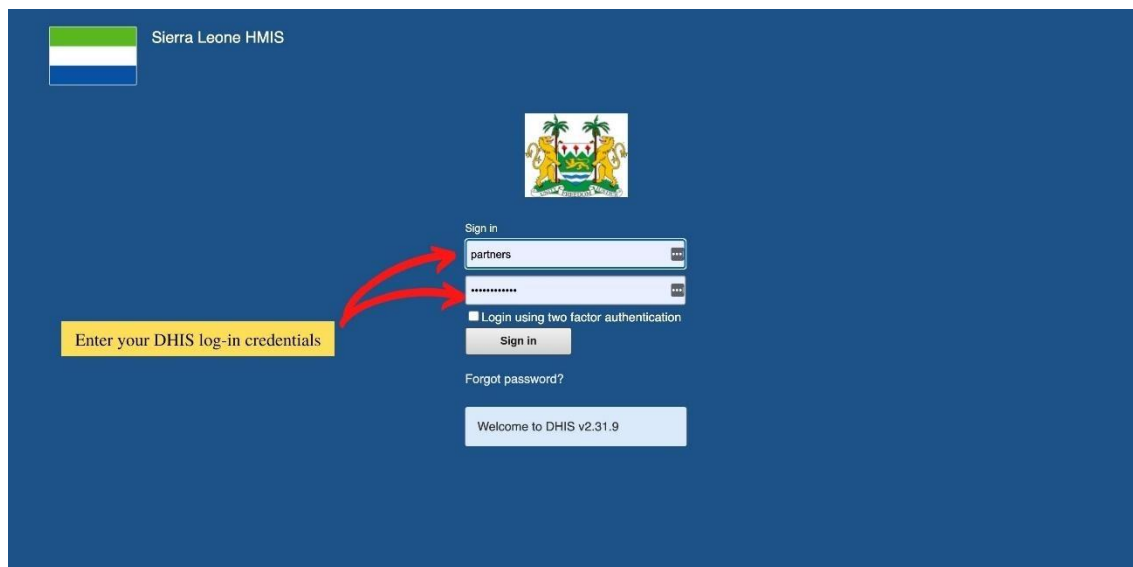 Sierra Leone HMIS
Sign in
partners
••••••••••••
Login using two factor authentication
Enter your DHIS log-in credentials
Sign in
Forgot password?
Welcome to DHIS v2.31.9